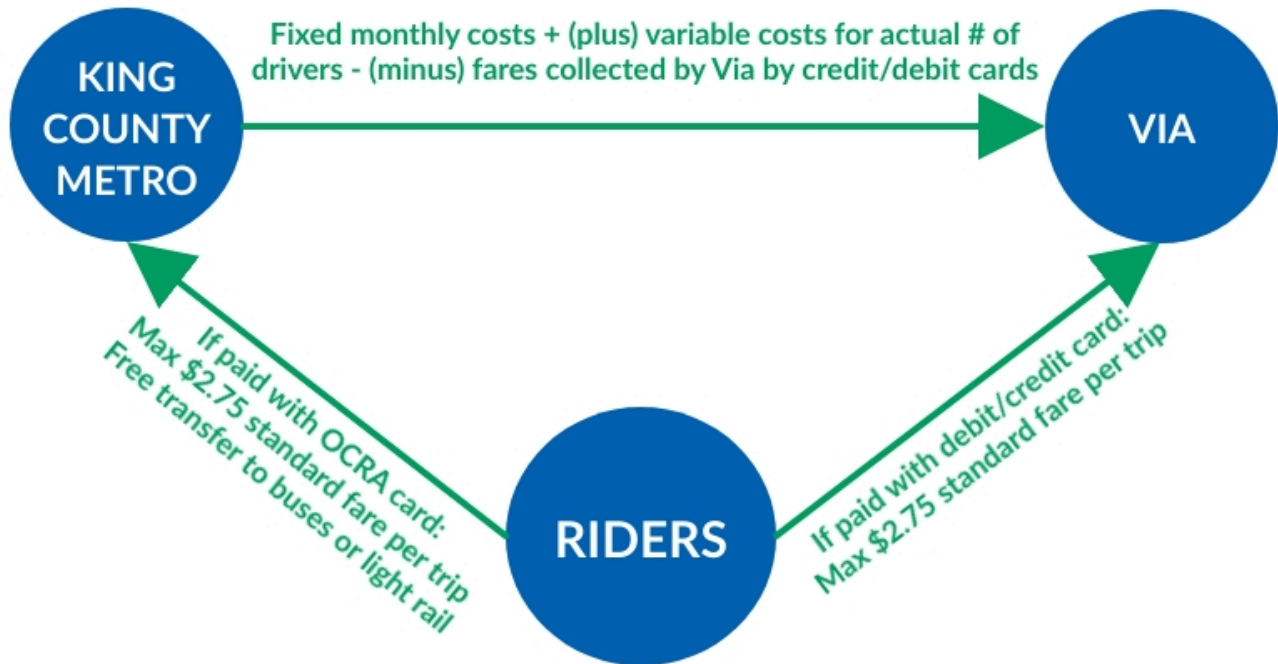 Fixed monthly costs + (plus) variable costs for actual # of
drivers - (minus) fares collected by Via by credit/debit cards
KING
COUNTY
METRO
VIA
If paid with OCRA card:
Max $2.75 standard fare per trip
Free transfer to buses or light rail
If paid with debit/credit card:
Max $2.75 standard fare per trip
RIDERS